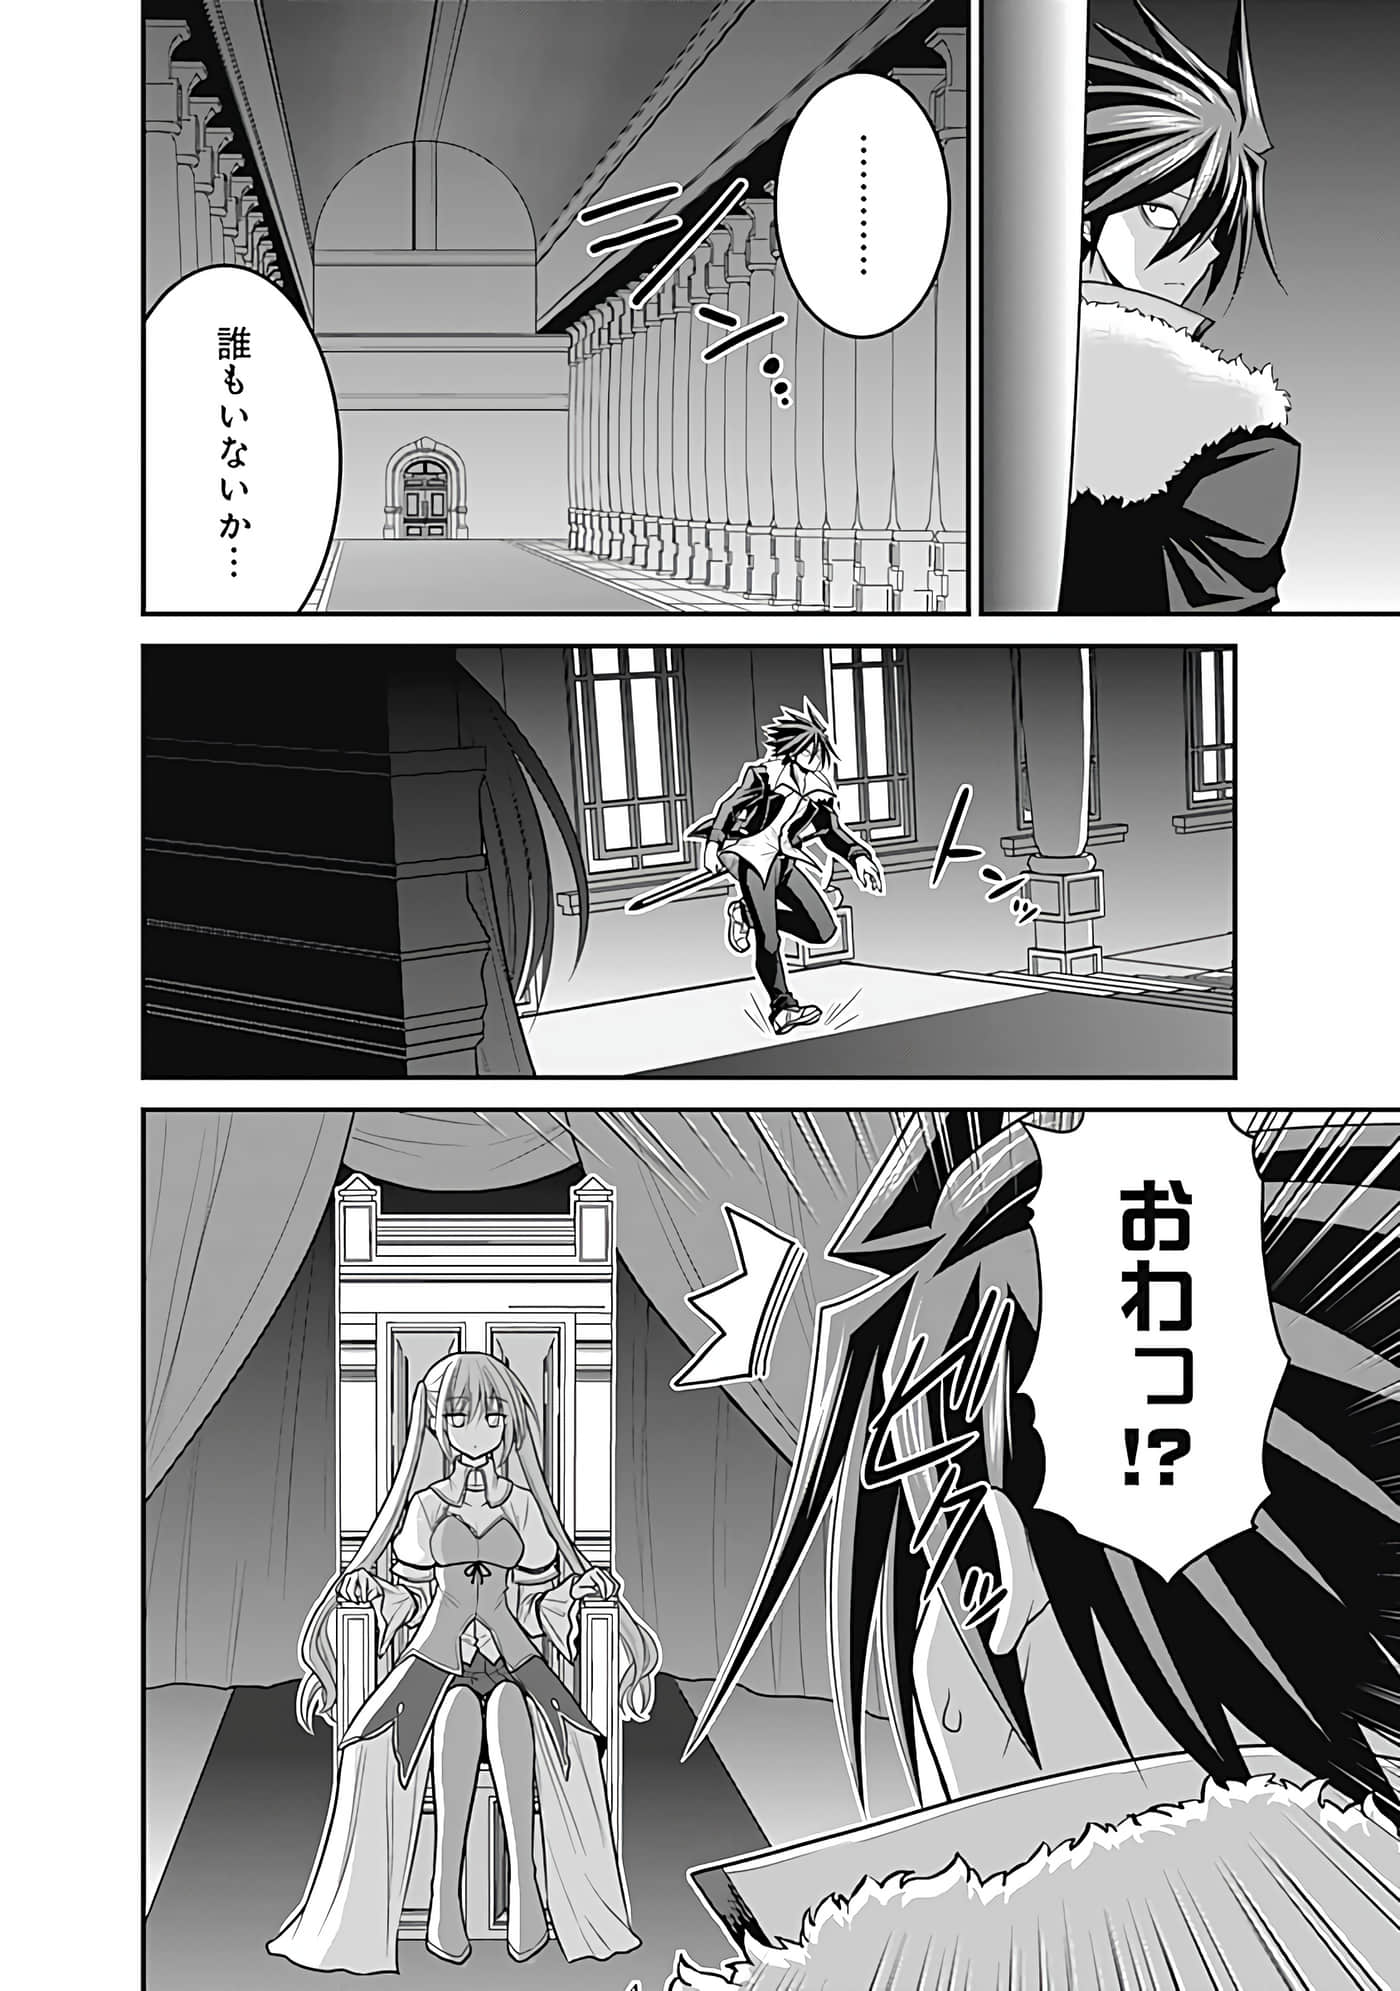 …………
シーン…
誰もいないか…
トンッ
おわっ!?
ビクッ